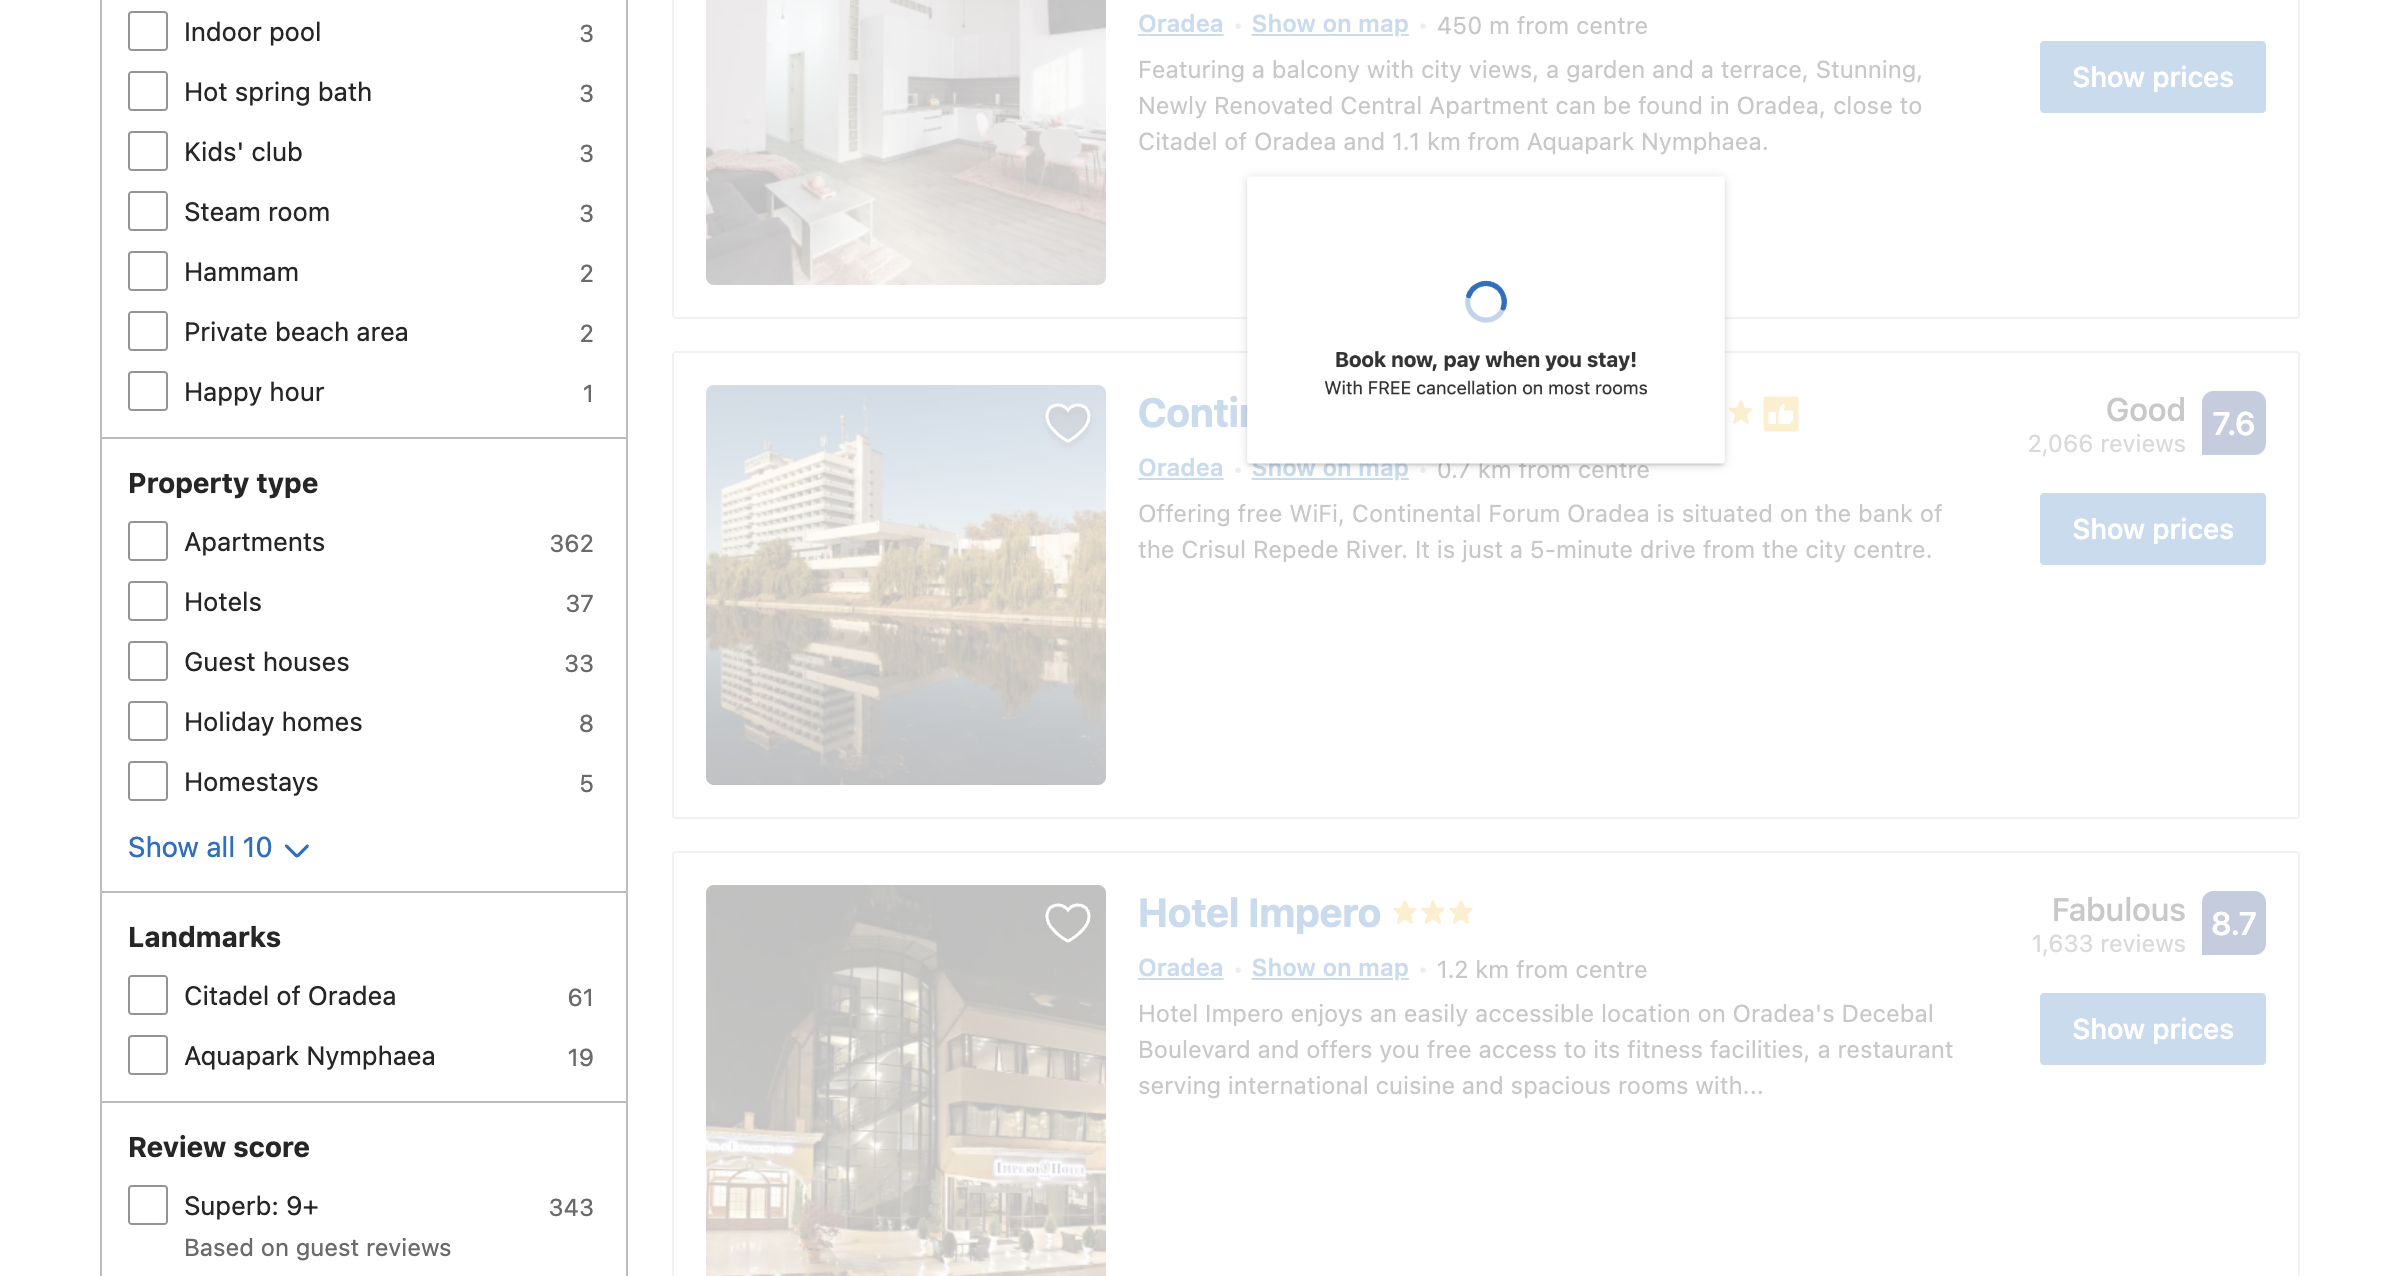 Indoor pool 3
Hot spring bath 3
Kids' club 3
Steam room 3
Hammam 2
Private beach area 2
Happy hour 1
Property type
Apartments 362
Hotels 37
Guest houses 33
Holiday homes 8
Homestays 5
Show all 10
Landmarks
Citadel of Oradea 61
Aquapark Nymphaea 19
Review score
Superb: 9+ 343
Based on guest reviews
Oradea • Show on map • 450 m from centre
Featuring a balcony with city views, a garden and a terrace, Stunning,
Newly Renovated Central Apartment can be found in Oradea, close to
Citadel of Oradea and 1.1 km from Aquapark Nymphaea.
Show prices
Book now, pay when you stay!
With FREE cancellation on most rooms
Good 7.6
2,066 reviews
Oradea • Show on map • 0.7 km from centre
Offering free WiFi, Continental Forum Oradea is situated on the bank of
the Crisul Repede River. It is just a 5-minute drive from the city centre.
Show prices
Hotel Impero
Fabulous 8.7
1,633 reviews
Oradea • Show on map • 1.2 km from centre
Hotel Impero enjoys an easily accessible location on Oradea's Decebal
Boulevard and offers you free access to its fitness facilities, a restaurant
serving international cuisine and spacious rooms with...
Show prices